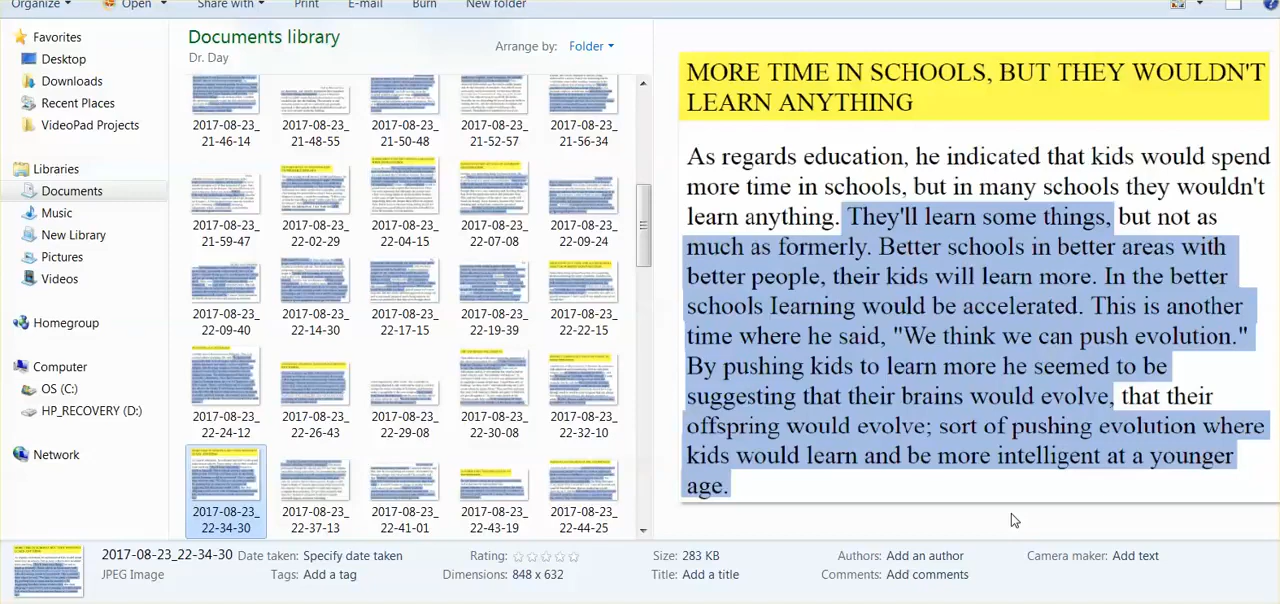 Organize Open Share with Print E-mail Burn New folder
Favorites
Desktop
Downloads
Recent Places
VideoPad Projects
Libraries
Documents
Music
New Library
Pictures
Videos
Homegroup
Computer
OS (C:)
HP_RECOVERY (D:)
Network
Documents library
Dr. Day
Arrange by: Folder
2017-08-23_ 2017-08-23_ 2017-08-23_ 2017-08-23_ 2017-08-23_
21-46-14 21-48-55 21-50-48 21-52-57 21-56-34
2017-08-23_ 2017-08-23_ 2017-08-23_ 2017-08-23_ 2017-08-23_
21-59-47 22-02-29 22-04-15 22-07-08 22-09-24
2017-08-23_ 2017-08-23_ 2017-08-23_ 2017-08-23_ 2017-08-23_
22-09-40 22-14-30 22-17-15 22-19-39 22-22-15
2017-08-23_ 2017-08-23_ 2017-08-23_ 2017-08-23_ 2017-08-23_
22-24-12 22-26-43 22-29-08 22-30-08 22-32-10
2017-08-23_ 2017-08-23_ 2017-08-23_ 2017-08-23_ 2017-08-23_
22-34-30 22-37-13 22-41-01 22-43-19 22-44-25
MORE TIME IN SCHOOLS, BUT THEY WOULDN'T
LEARN ANYTHING
As regards education, he indicated that kids would spend
more time in schools, but in many schools they wouldn't
learn anything. They'll learn some things, but not as
much as formerly. Better schools in better areas with
better people, their kids will learn more. In the better
schools Iearning would be accelerated. This is another
time where he said, "We think we can push evolution."
By pushing kids to learn more he seemed to be
suggesting that their brains would evolve, that their
offspring would evolve; sort of pushing evolution where
kids would learn and be more intelligent at a younger
age.
2017-08-23_22-34-30 Date taken: Specify date taken Rating: Size: 283 KB Authors: Add an author Camera maker: Add text
JPEG Image Tags: Add a tag Dimensions: 848 x 632 Title: Add a Comments: Add comments